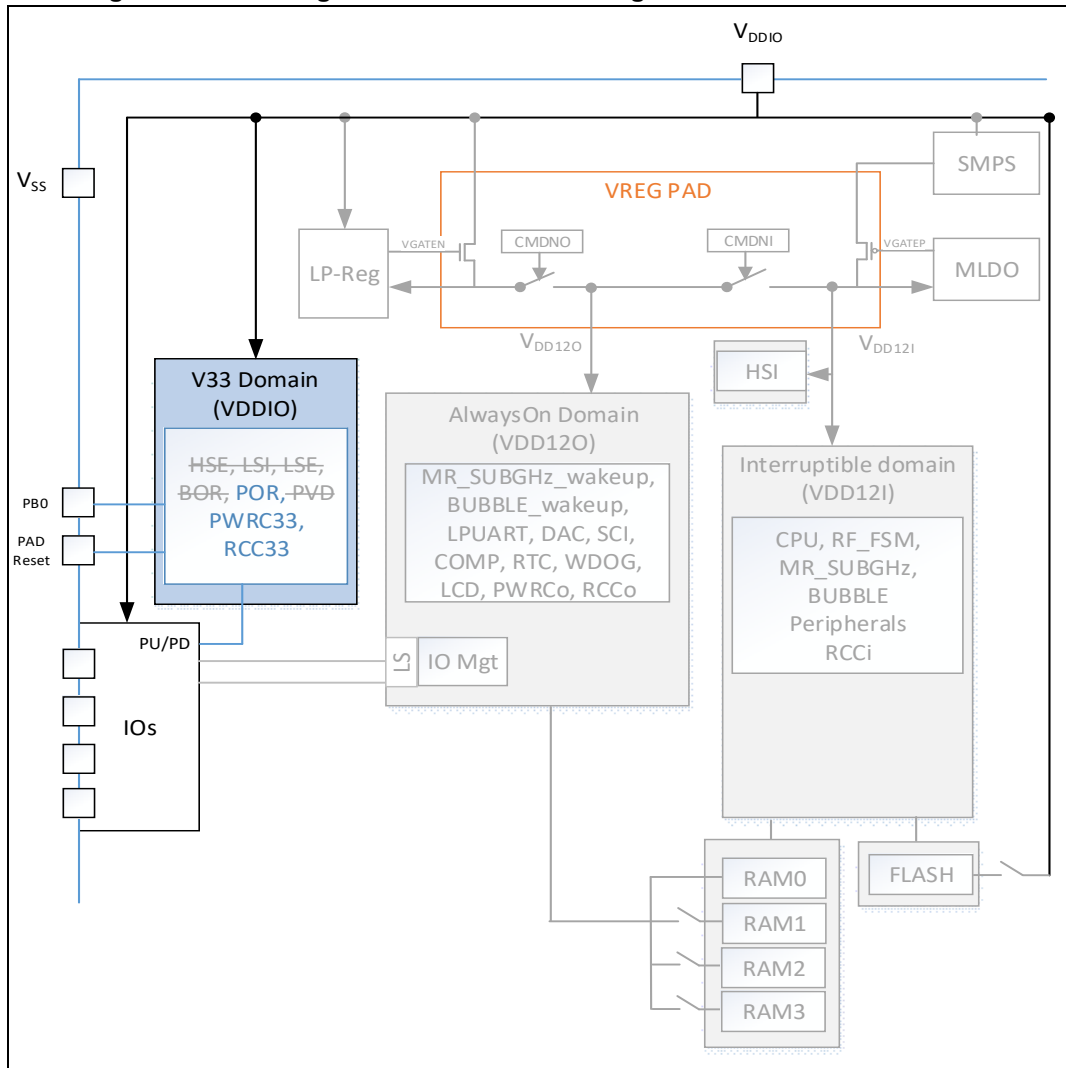 V_DDIO
V_SS
SMPS
VREG PAD
CMDNO
CMDNI
VGATEN
VGATEP
LP-Reg
MLDO
V_DD12O
V_DD12I
HSI
V33 Domain
(VDDIO)
HSE, LSI, LSE,
BOR, POR, PVD
PWRC33,
RCC33
AlwaysOn Domain
(VDD12O)
MR_SUBGHz_wakeup,
BUBBLE_wakeup,
LPUART, DAC, SCI,
COMP, RTC, WDOG,
LCD, PWRCo, RCCo
Interruptible domain
(VDD12I)
CPU, RF_FSM,
MR_SUBGHz,
BUBBLE
Peripherals
RCCi
PB0
PAD
Reset
PU/PD
IOs
LS
IO Mgt
RAM0
RAM1
RAM2
RAM3
FLASH